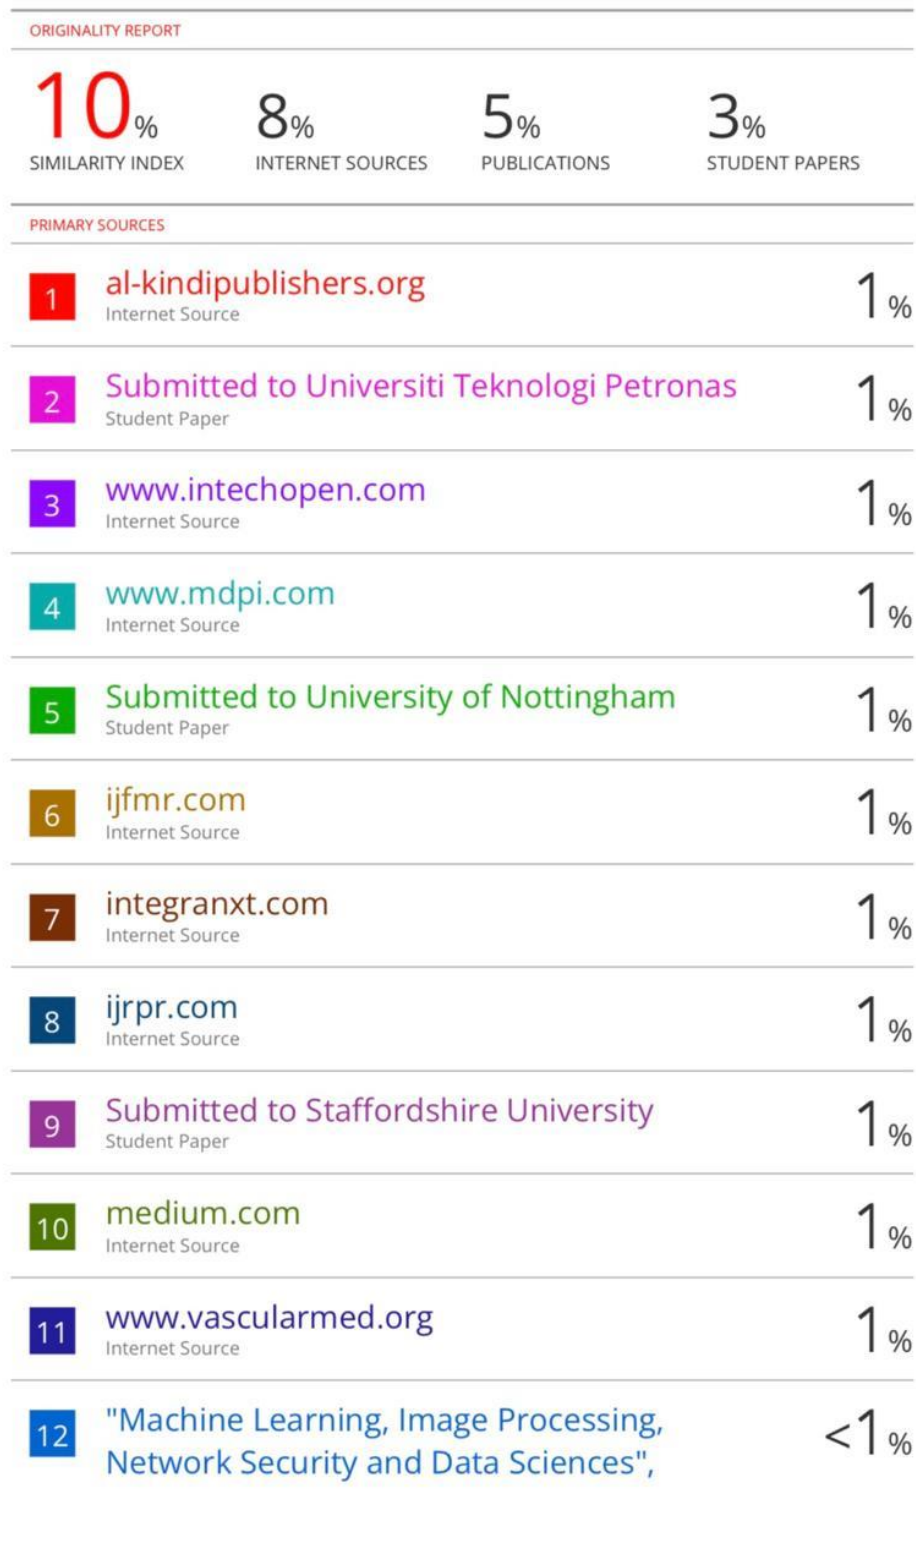 ORIGINALITY REPORT
10% 8% 5% 3%
SIMILARITY INDEX INTERNET SOURCES PUBLICATIONS STUDENT PAPERS
PRIMARY SOURCES
1 al-kindipublishers.org 1%
Internet Source
2 Submitted to Universiti Teknologi Petronas 1%
Student Paper
3 www.intechopen.com 1%
Internet Source
4 www.mdpi.com 1%
Internet Source
5 Submitted to University of Nottingham 1%
Student Paper
6 ijfmr.com 1%
Internet Source
7 integranxt.com 1%
Internet Source
8 ijrpr.com 1%
Internet Source
9 Submitted to Staffordshire University 1%
Student Paper
10 medium.com 1%
Internet Source
11 www.vascularmed.org 1%
Internet Source
12 "Machine Learning, Image Processing, <1%
Network Security and Data Sciences",